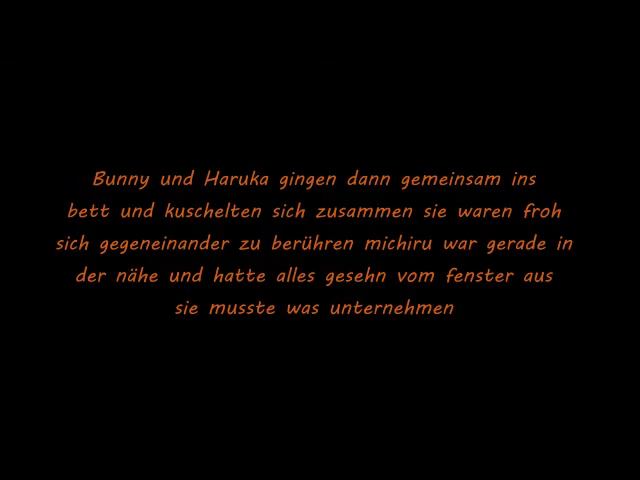 Bunny und Haruka gingen dann gemeinsam ins
bett und kuschelten sich zusammen sie waren froh
sich gegeneinander zu berühren michiru war gerade in
der nähe und hatte alles gesehn vom fenster aus
sie musste was unternehmen